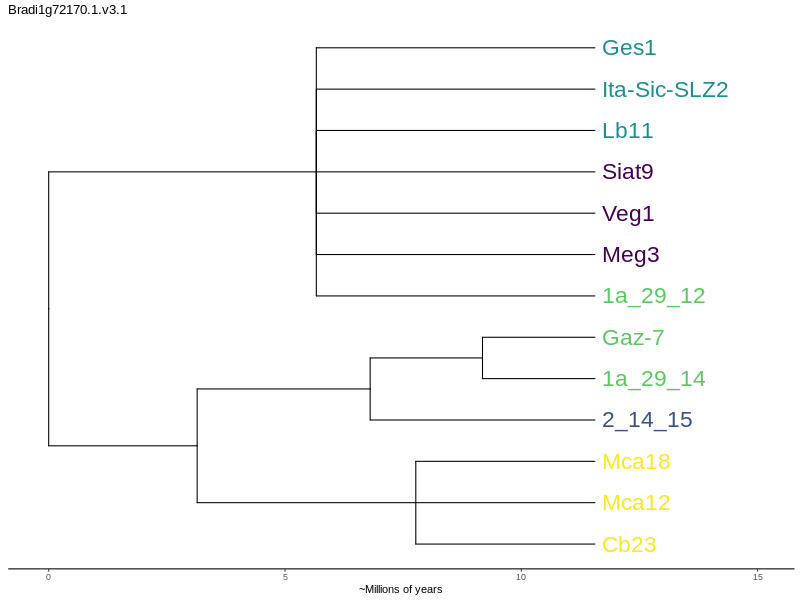 Bradi1g72170.1.v3.1
Ges1
Ita-Sic-SLZ2
Lb11
Siat9
Veg1
Meg3
1a_29_12
Gaz-7
1a_29_14
2_14_15
Mca18
Mca12
Cb23
0 5 10 15
~Millions of years